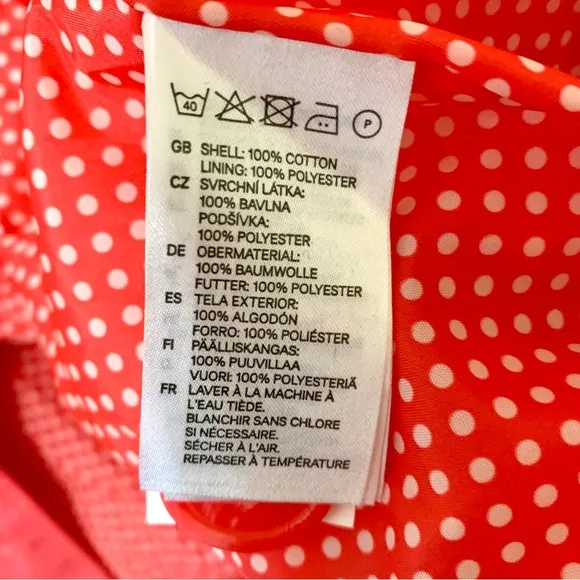 40
P
GB SHELL: 100% COTTON
LINING: 100% POLYESTER
CZ SVRCHNÍ LÁTKA:
100% BAVLNA
PODŠÍVKA:
100% POLYESTER
DE OBERMATERIAL:
100% BAUMWOLLE
FUTTER: 100% POLYESTER
ES TELA EXTERIOR:
100% ALGODÓN
FORRO: 100% POLIÉSTER
FI PÄÄLLISKANGAS:
100% PUUVILLAA
VUORI: 100% POLYESTERIÄ
FR LAVER À LA MACHINE À
L'EAU TIÈDE.
BLANCHIR SANS CHLORE
SI NÉCESSAIRE.
SÉCHER À L'AIR.
REPASSER À TEMPÉRATURE